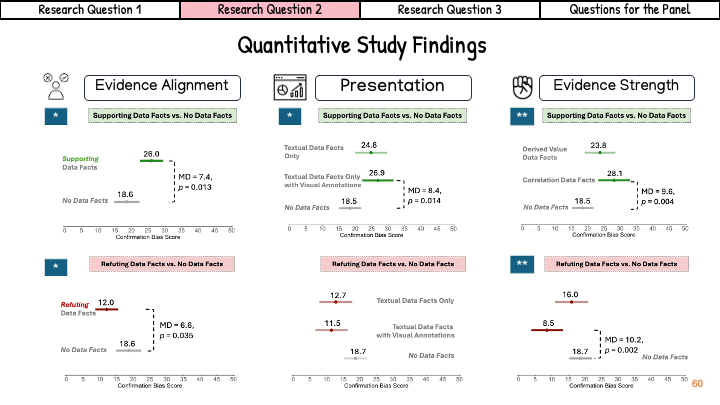 Research Question 1
Research Question 2
Research Question 3
Questions for the Panel
Quantitative Study Findings
Evidence Alignment
*
Supporting Data Facts vs. No Data Facts
Supporting
Data Facts
26.0
No Data Facts
18.6
MD = 7.4,
p = 0.013
0 5 10 15 20 25 30 35 40 45 50
Confirmation Bias Score
*
Refuting Data Facts vs. No Data Facts
Refuting
Data Facts
12.0
No Data Facts
18.6
MD = 6.6,
p = 0.035
0 5 10 15 20 25 30 35 40 45 50
Confirmation Bias Score
Presentation
*
Supporting Data Facts vs. No Data Facts
Textual Data Facts
Only
24.6
Textual Data Facts Only
with Visual Annotations
26.9
No Data Facts
18.5
MD = 8.4,
p = 0.014
0 5 10 15 20 25 30 35 40 45 50
Confirmation Bias Score
Refuting Data Facts vs. No Data Facts
12.7
Textual Data Facts Only
11.5
Textual Data Facts
with Visual Annotations
18.7
No Data Facts
0 5 10 15 20 25 30 35 40 45 50
Confirmation Bias Score
Evidence Strength
**
Supporting Data Facts vs. No Data Facts
Derived Value
Data Facts
23.8
Correlation Data Facts
28.1
No Data Facts
18.5
MD = 9.6,
p = 0.004
0 5 10 15 20 25 30 35 40 45 50
Confirmation Bias Score
**
Refuting Data Facts vs. No Data Facts
16.0
8.5
18.7
MD = 10.2,
p = 0.002
No Data Facts
0 5 10 15 20 25 30 35 40 45 50
Confirmation Bias Score
60